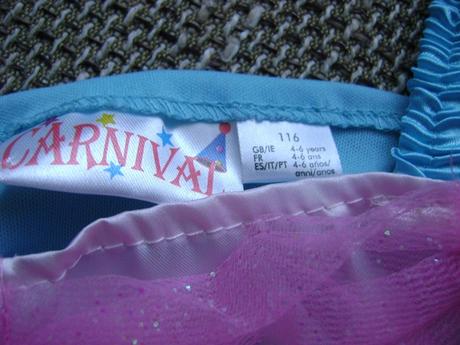 CARNIVAL
116
GB/IE 4-6 years
FR 4-6 ans
ES/IT/PT 4-6 años/
anni/anos